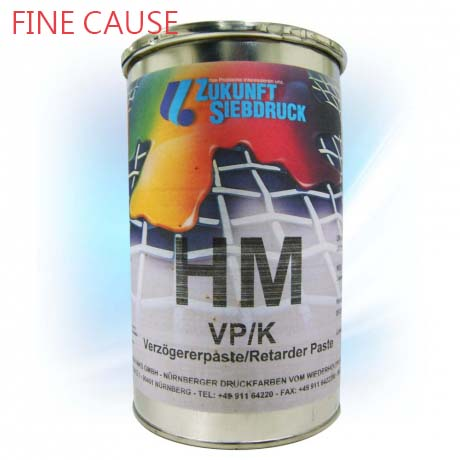 FINE CAUSE
ZUKUNFT
SIEBDRUCK
HM
VP/K
Verzögererpaste/Retarder Paste
GMBH - NÜRNBERGER DRUCKFARBEN VOM
NÜRNBERG - TEL: +49 911 64220 - FAX: +49 911